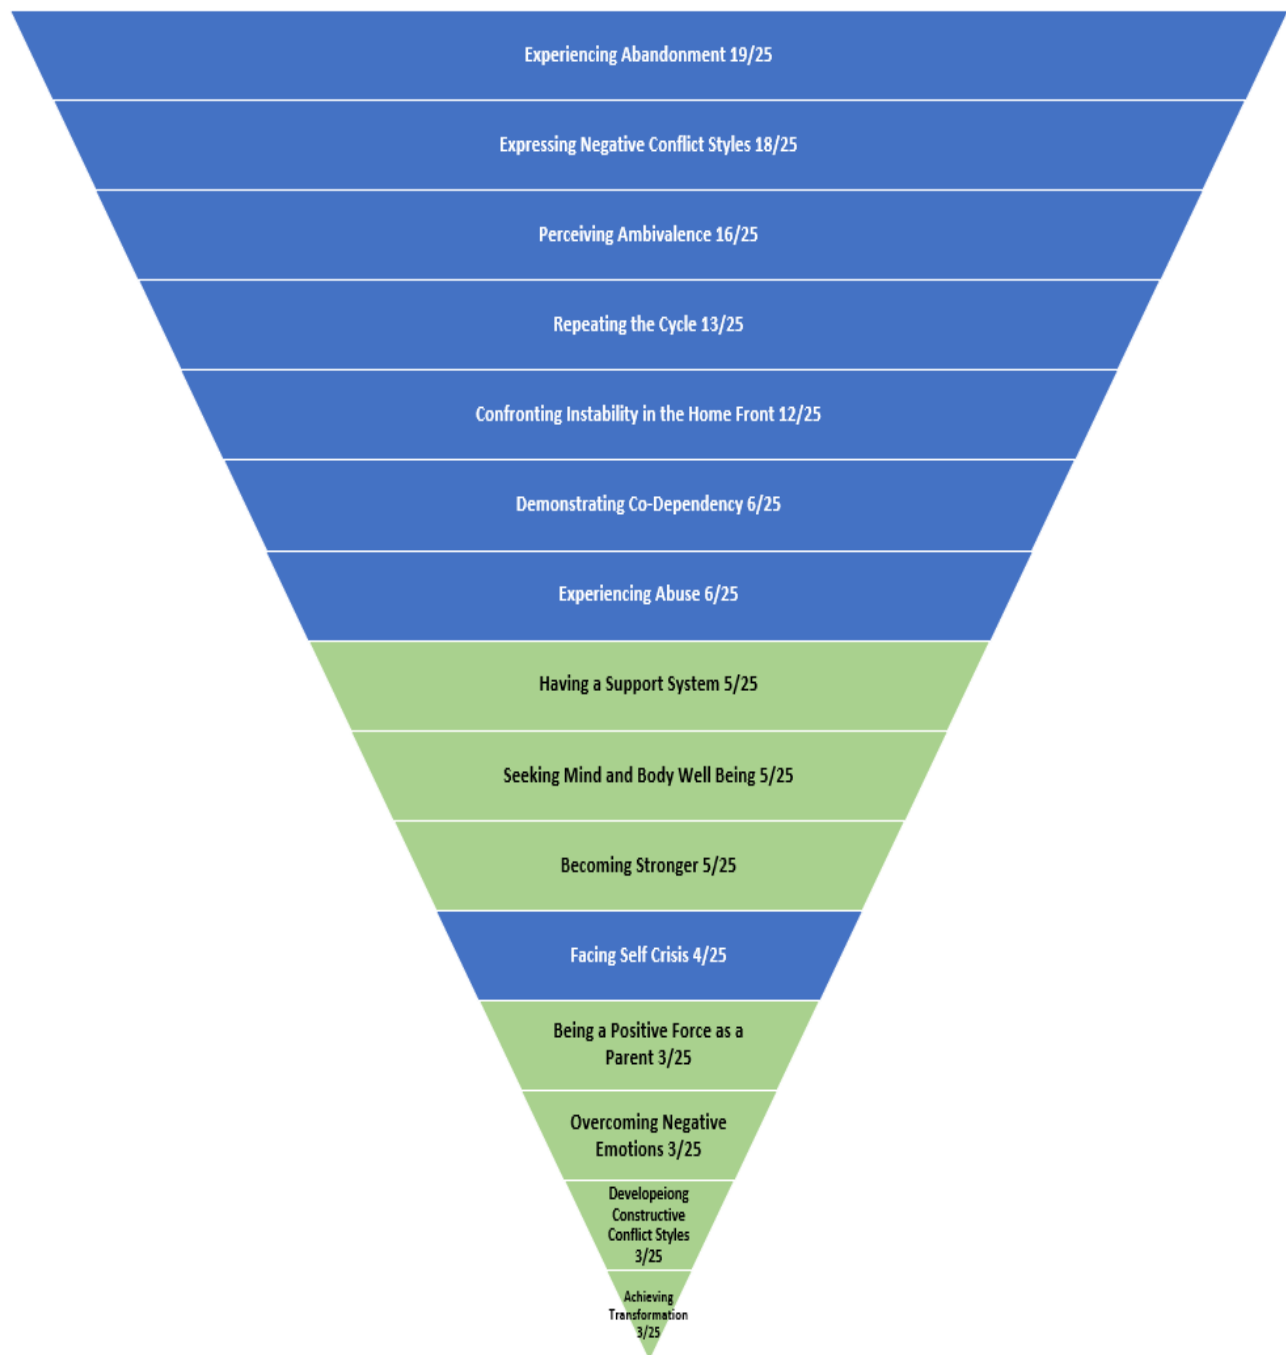 Experiencing Abandonment 19/25
Expressing Negative Conflict Styles 18/25
Perceiving Ambivalence 16/25
Repeating the Cycle 13/25
Confronting Instability in the Home Front 12/25
Demonstrating Co-Dependency 6/25
Experiencing Abuse 6/25
Having a Support System 5/25
Seeking Mind and Body Well Being 5/25
Becoming Stronger 5/25
Facing Self Crisis 4/25
Being a Positive Force as a
Parent 3/25
Overcoming Negative
Emotions 3/25
Developeiong
Constructive
Conflict Styles
3/25
Achieving
Transformation
3/25